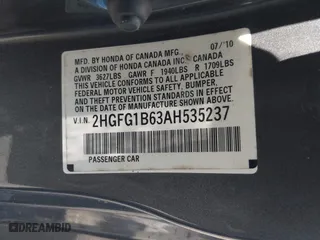 07/10
MFD. BY HONDA OF CANADA MFG.
A DIVISION OF HONDA CANADA INC., CANADA
GVWR 3627LBS GAWR F 1940LBS R 1709LBS
THIS VEHICLE CONFORMS TO ALL APPLICABLE
FEDERAL MOTOR VEHICLE SAFETY, BUMPER,
AND THEFT PREVENTION STANDARDS IN EFFECT
ON THE DATE OF MANUFACTURE SHOWN ABOVE.
V.I.N. 2HGFG1B63AH535237
PASSENGER CAR
DREAMBID